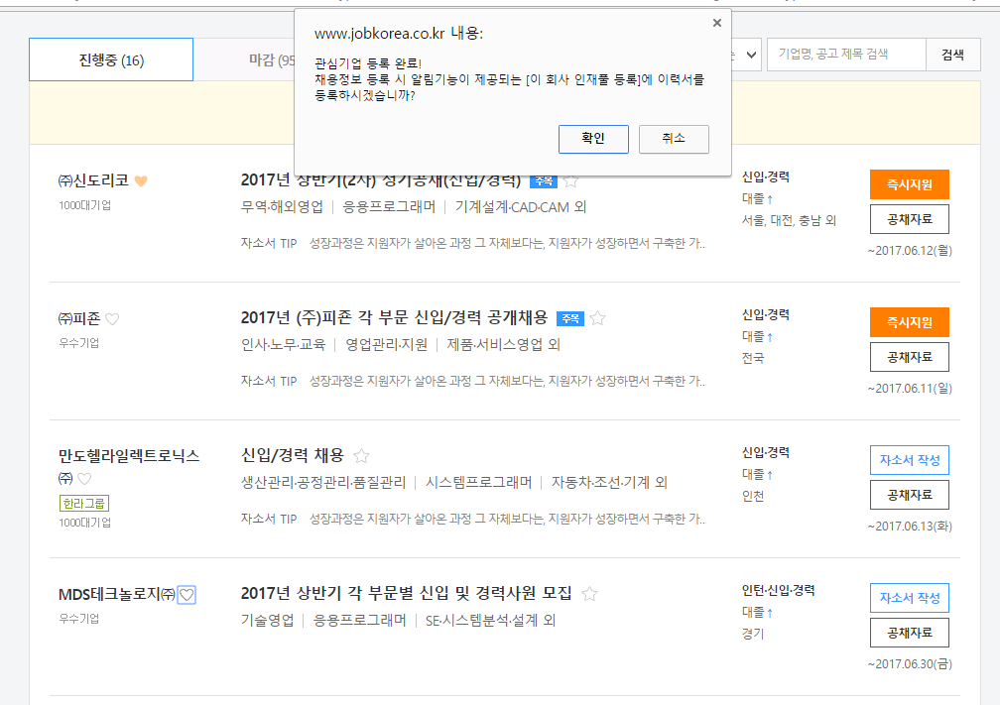 www.jobkorea.co.kr 내용:
관심기업 등록 완료!
채용정보 등록 시 알림기능이 제공되는 [이 회사 인재풀 등록]에 이력서를
등록하시겠습니까?
확인 취소
진행중 (16) 마감 (95 기업명, 공고 제목 검색 검색
㈜신도리코
1000대기업
2017년 상반기(2차) 정기공채(신입/경력) 주목
무역·해외영업 | 응용프로그래머 | 기계설계·CAD·CAM 외
자소서 TIP 성장과정은 지원자가 살아온 과정 그 자체보다는, 지원자가 성장하면서 구축한 가..
신입·경력
대졸↑
서울, 대전, 충남 외
즉시지원
공채자료
~2017.06.12(월)
㈜피죤
우수기업
2017년 (주)피죤 각 부문 신입/경력 공개채용 주목
인사·노무·교육 | 영업관리·지원 | 제품·서비스영업 외
자소서 TIP 성장과정은 지원자가 살아온 과정 그 자체보다는, 지원자가 성장하면서 구축한 가..
신입·경력
대졸↑
전국
즉시지원
공채자료
~2017.06.11(일)
만도헬라일렉트로닉스
㈜
한라그룹
1000대기업
신입/경력 채용
생산관리·공정관리·품질관리 | 시스템프로그래머 | 자동차·조선·기계 외
자소서 TIP 성장과정은 지원자가 살아온 과정 그 자체보다는, 지원자가 성장하면서 구축한 가..
신입·경력
대졸↑
인천
자소서 작성
공채자료
~2017.06.13(화)
MDS테크놀로지㈜
우수기업
2017년 상반기 각 부문별 신입 및 경력사원 모집
기술영업 | 응용프로그래머 | SE·시스템분석·설계 외
인턴·신입·경력
대졸↑
경기
자소서 작성
공채자료
~2017.06.30(금)